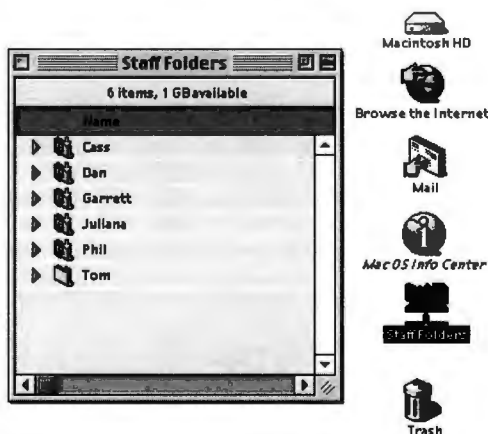 Staff Folders
6 items, 1 GB available
Name
Cass
Dan
Garrett
Juliana
Phil
Tom
Macintosh HD
Browse the Internet
Mail
Mac OS Info Center
Staff Folders
Trash